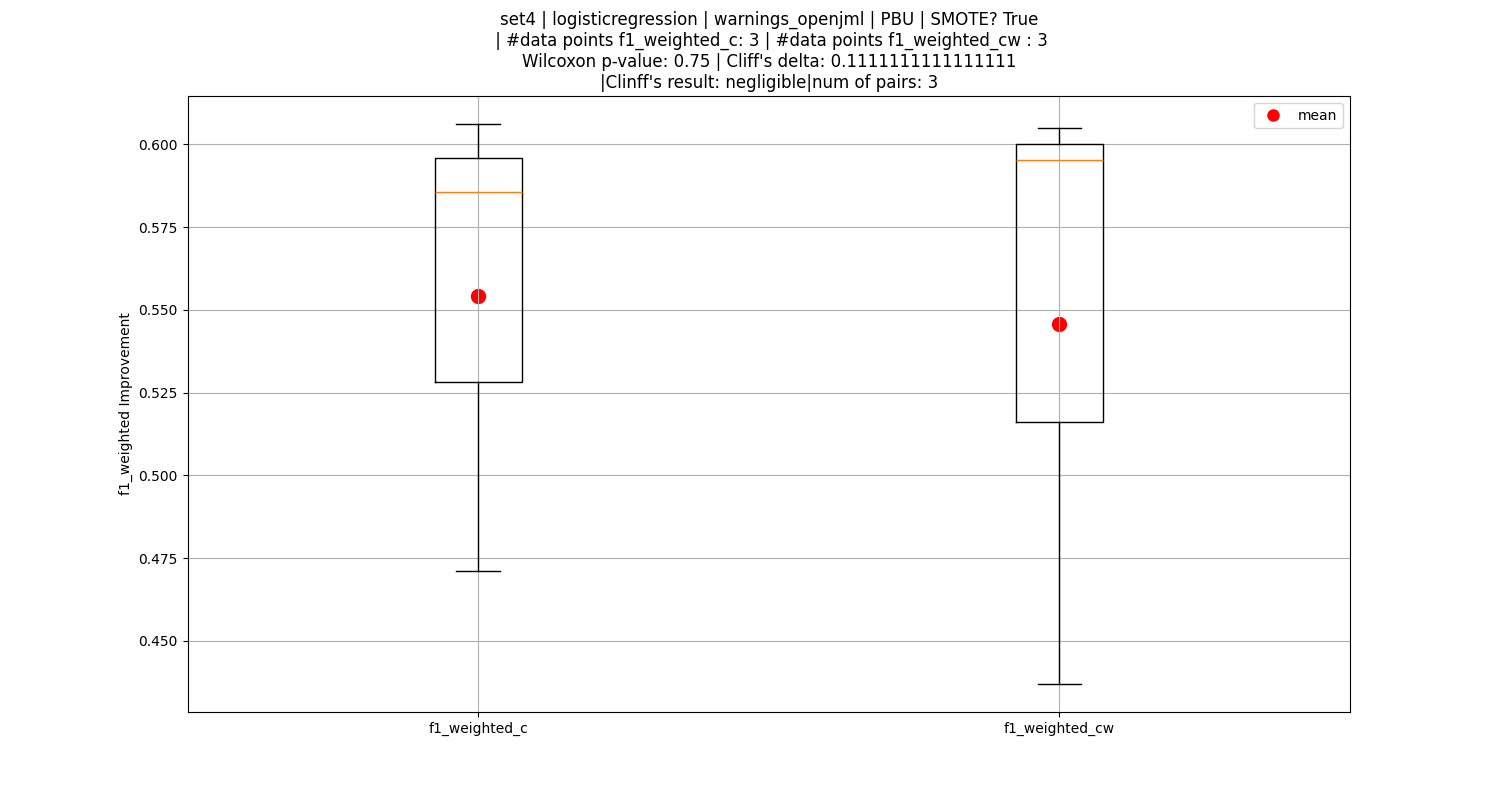 set4 | logisticregression | warnings_openjml | PBU | SMOTE? True
| #data points f1_weighted_c: 3 | #data points f1_weighted_cw : 3
Wilcoxon p-value: 0.75 | Cliff's delta: 0.1111111111111111
|Clinff's result: negligible|num of pairs: 3
mean
f1_weighted Improvement
0.600
0.575
0.550
0.525
0.500
0.475
0.450
f1_weighted_c
f1_weighted_cw